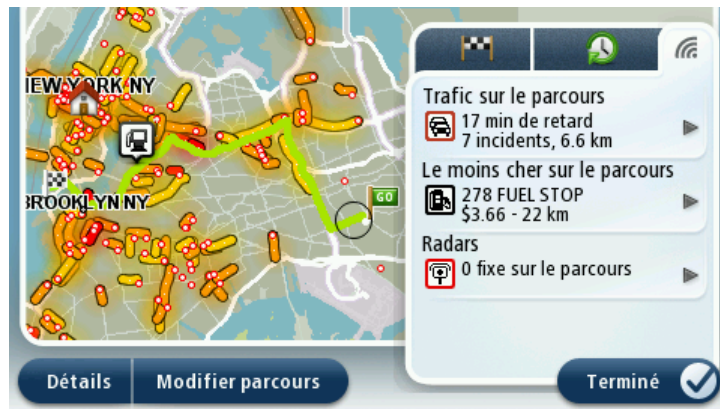 NEW YORK NY
BROOKLYN NY
GO
Trafic sur le parcours
17 min de retard
7 incidents, 6.6 km
Le moins cher sur le parcours
278 FUEL STOP
$3.66 - 22 km
Radars
0 fixe sur le parcours
Détails
Modifier parcours
Terminé